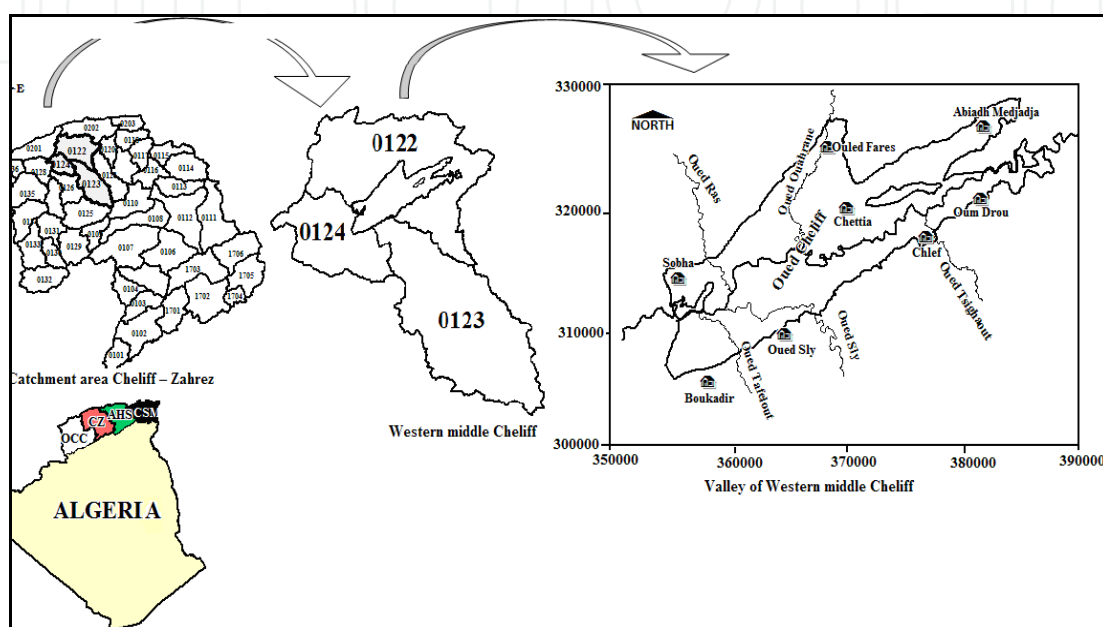 -E
0203
0202
0201
0122
0124
0128
0123
0135
0125
0110
0114
0113
0116
0115
0108
0112
0111
0131
0129
0107
0106
0132
0104
0103
0102
0101
1701
1702
1703
1704
1705
1706
Catchment area Cheliff – Zahrez
OCC
CZ
AHS
CSM
ALGERIA
0122
0124
0123
Western middle Cheliff
330000
320000
310000
300000
350000
360000
370000
380000
390000
NORTH
Abiadh Medjadja
Ouled Fares
Oued Ras
Oued Ouahrane
Oum Drou
Chettia
Oued Cheliff
Chlef
Sobha
Oued Tsighaout
Oued Sly
Oued Sly
Oued Tafelout
Boukadir
Valley of Western middle Cheliff